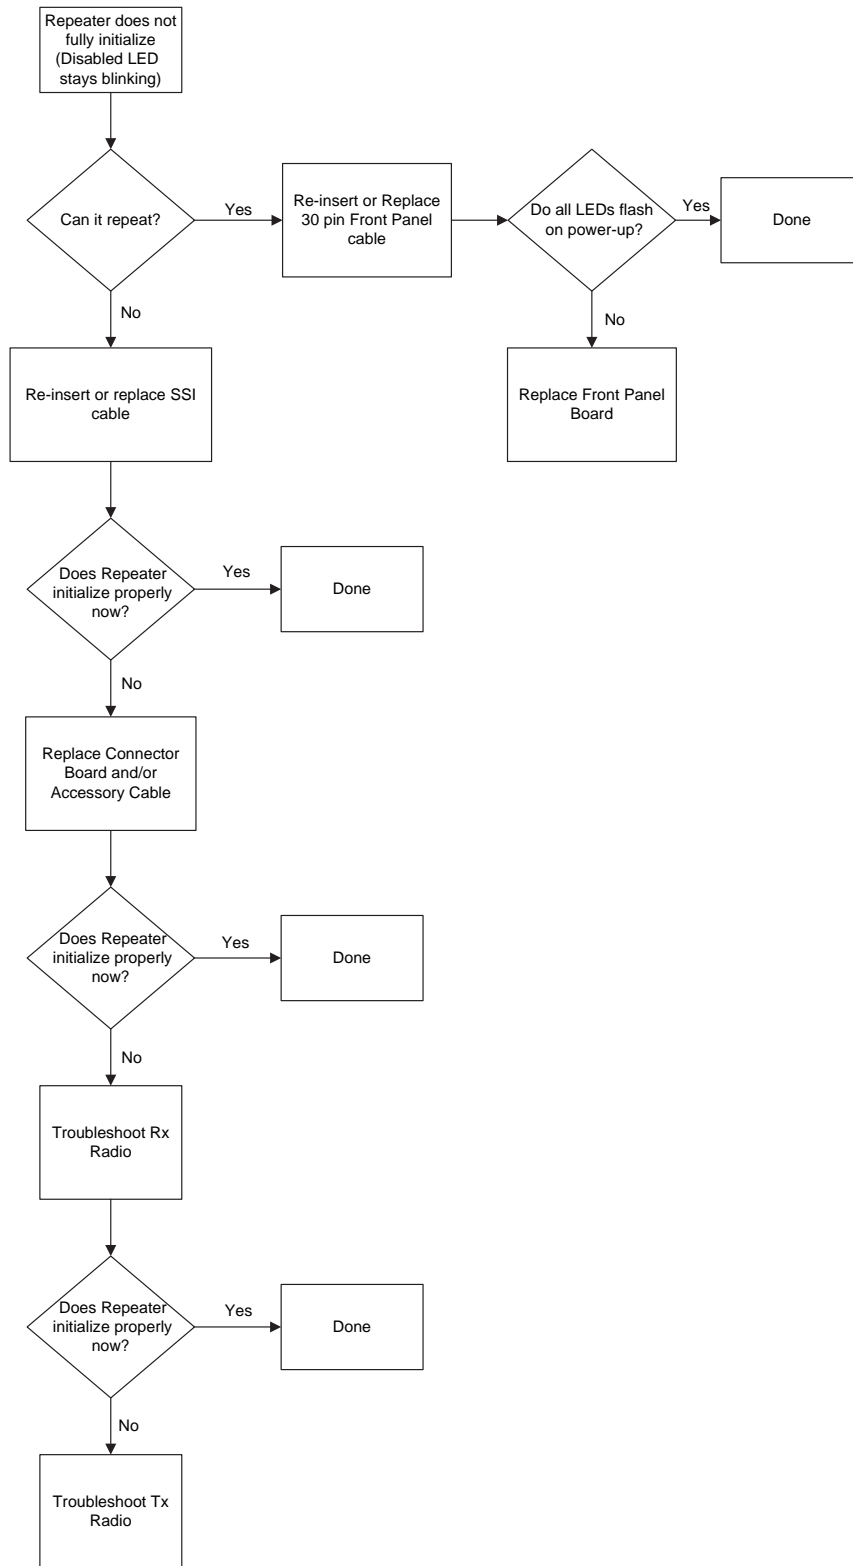 Repeater does not
fully initialize
(Disabled LED
stays blinking)
Can it repeat?
Yes
Re-insert or Replace
30 pin Front Panel
cable
Do all LEDs flash
on power-up?
Yes
Done
No
No
Re-insert or replace SSI
cable
Replace Front Panel
Board
Does Repeater
initialize properly
now?
Yes
Done
No
Replace Connector
Board and/or
Accessory Cable
Does Repeater
initialize properly
now?
Yes
Done
No
Troubleshoot Rx
Radio
Does Repeater
initialize properly
now?
Yes
Done
No
Troubleshoot Tx
Radio